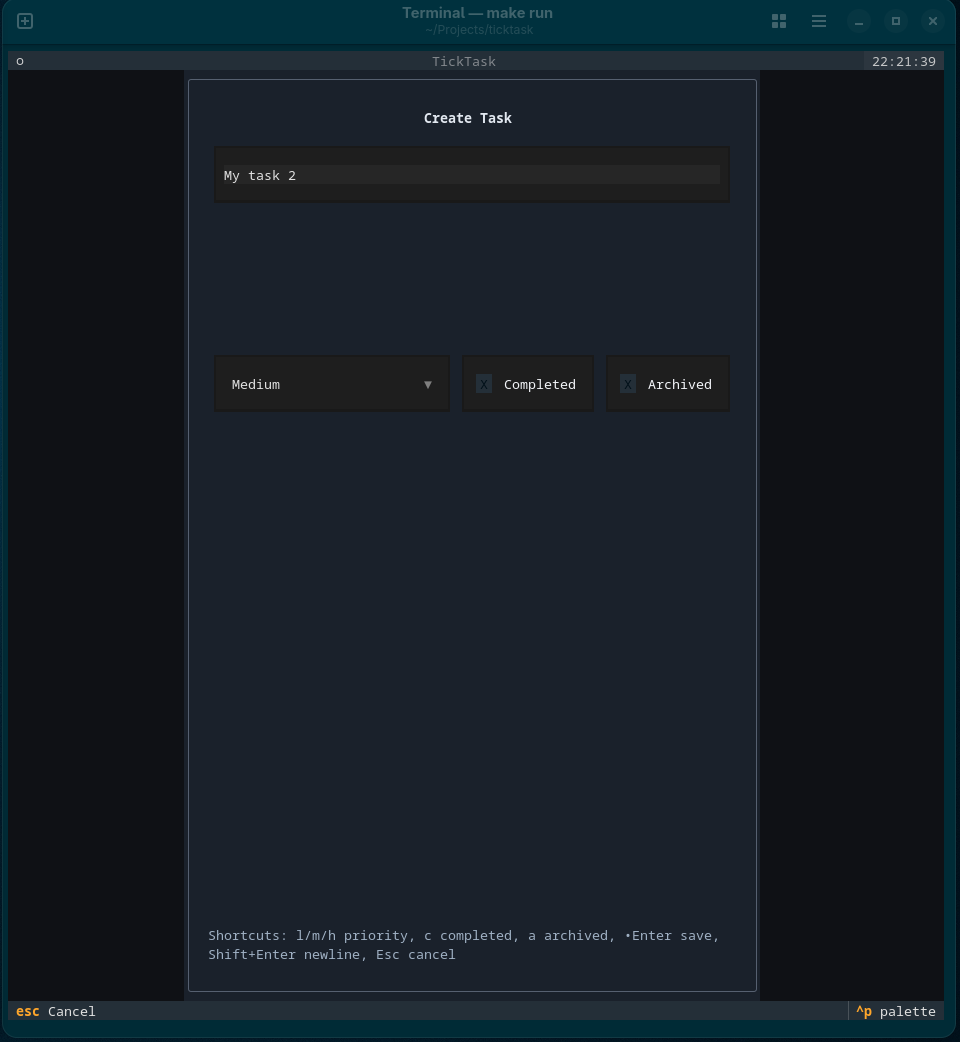 Terminal — make run
~/Projects/ticktask
o TickTask 22:21:39
Create Task
My task 2
Medium ▼ X Completed X Archived
Shortcuts: l/m/h priority, c completed, a archived, •Enter save,
Shift+Enter newline, Esc cancel
esc Cancel ^p palette